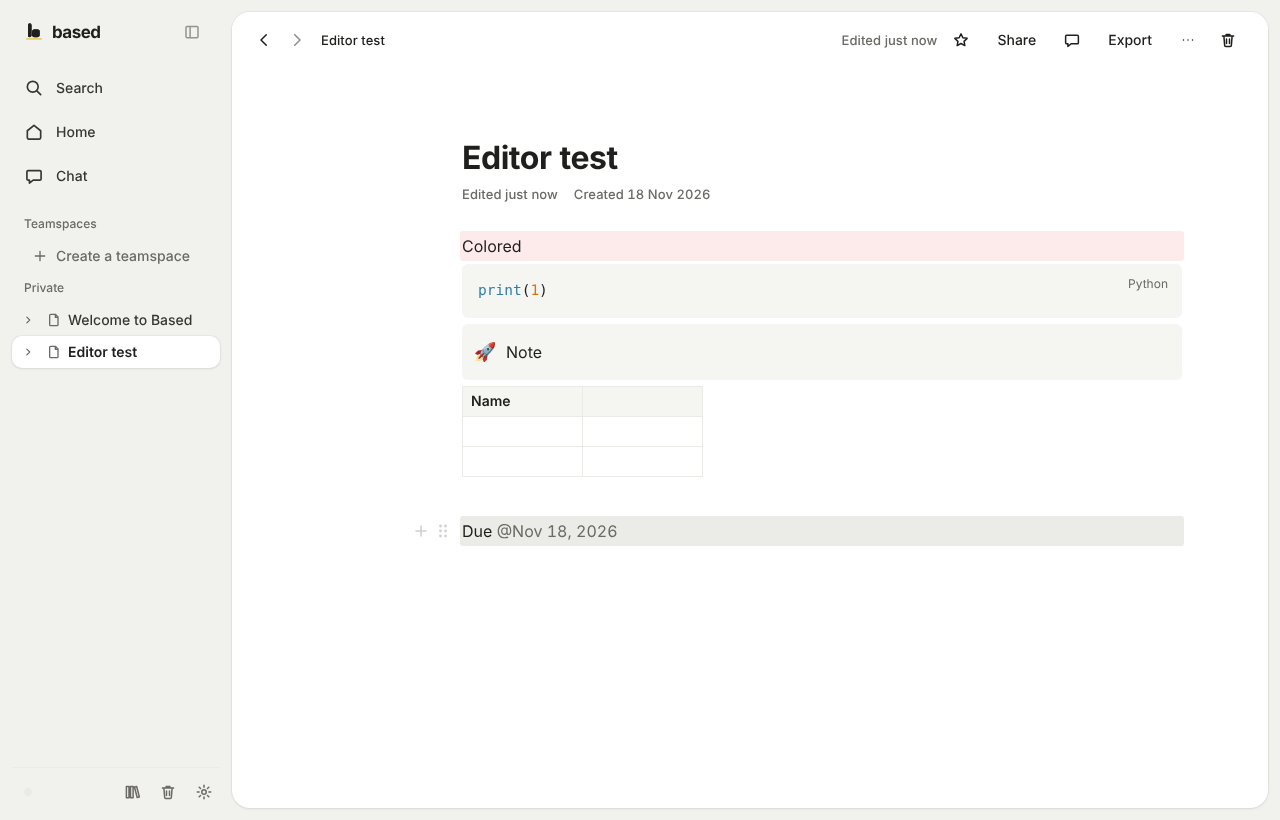 based
Search
Home
Chat
Teamspaces
Create a teamspace
Private
Welcome to Based
Editor test
Editor test
Edited just now
Share
Export
Editor test
Edited just now Created 18 Nov 2026
Colored
print(1)
Python
🚀 Note
Name
Due @Nov 18, 2026